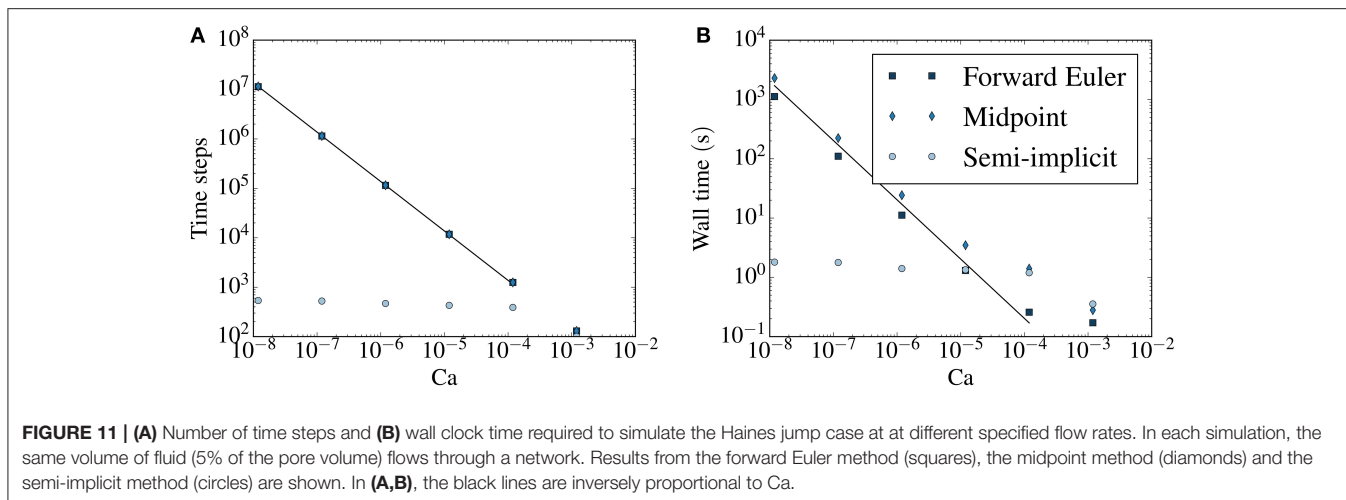 A
10^8
10^7
10^6
10^5
10^4
10^3
10^2
Time steps
10^-8 10^-7 10^-6 10^-5 10^-4 10^-3 10^-2
Ca
B
10^4
10^3
10^2
10^1
10^0
10^-1
Wall time (s)
Forward Euler
Midpoint
Semi-implicit
10^-8 10^-7 10^-6 10^-5 10^-4 10^-3 10^-2
Ca
FIGURE 11 | (A) Number of time steps and (B) wall clock time required to simulate the Haines jump case at at different specified flow rates. In each simulation, the
same volume of fluid (5% of the pore volume) flows through a network. Results from the forward Euler method (squares), the midpoint method (diamonds) and the
semi-implicit method (circles) are shown. In (A,B), the black lines are inversely proportional to Ca.